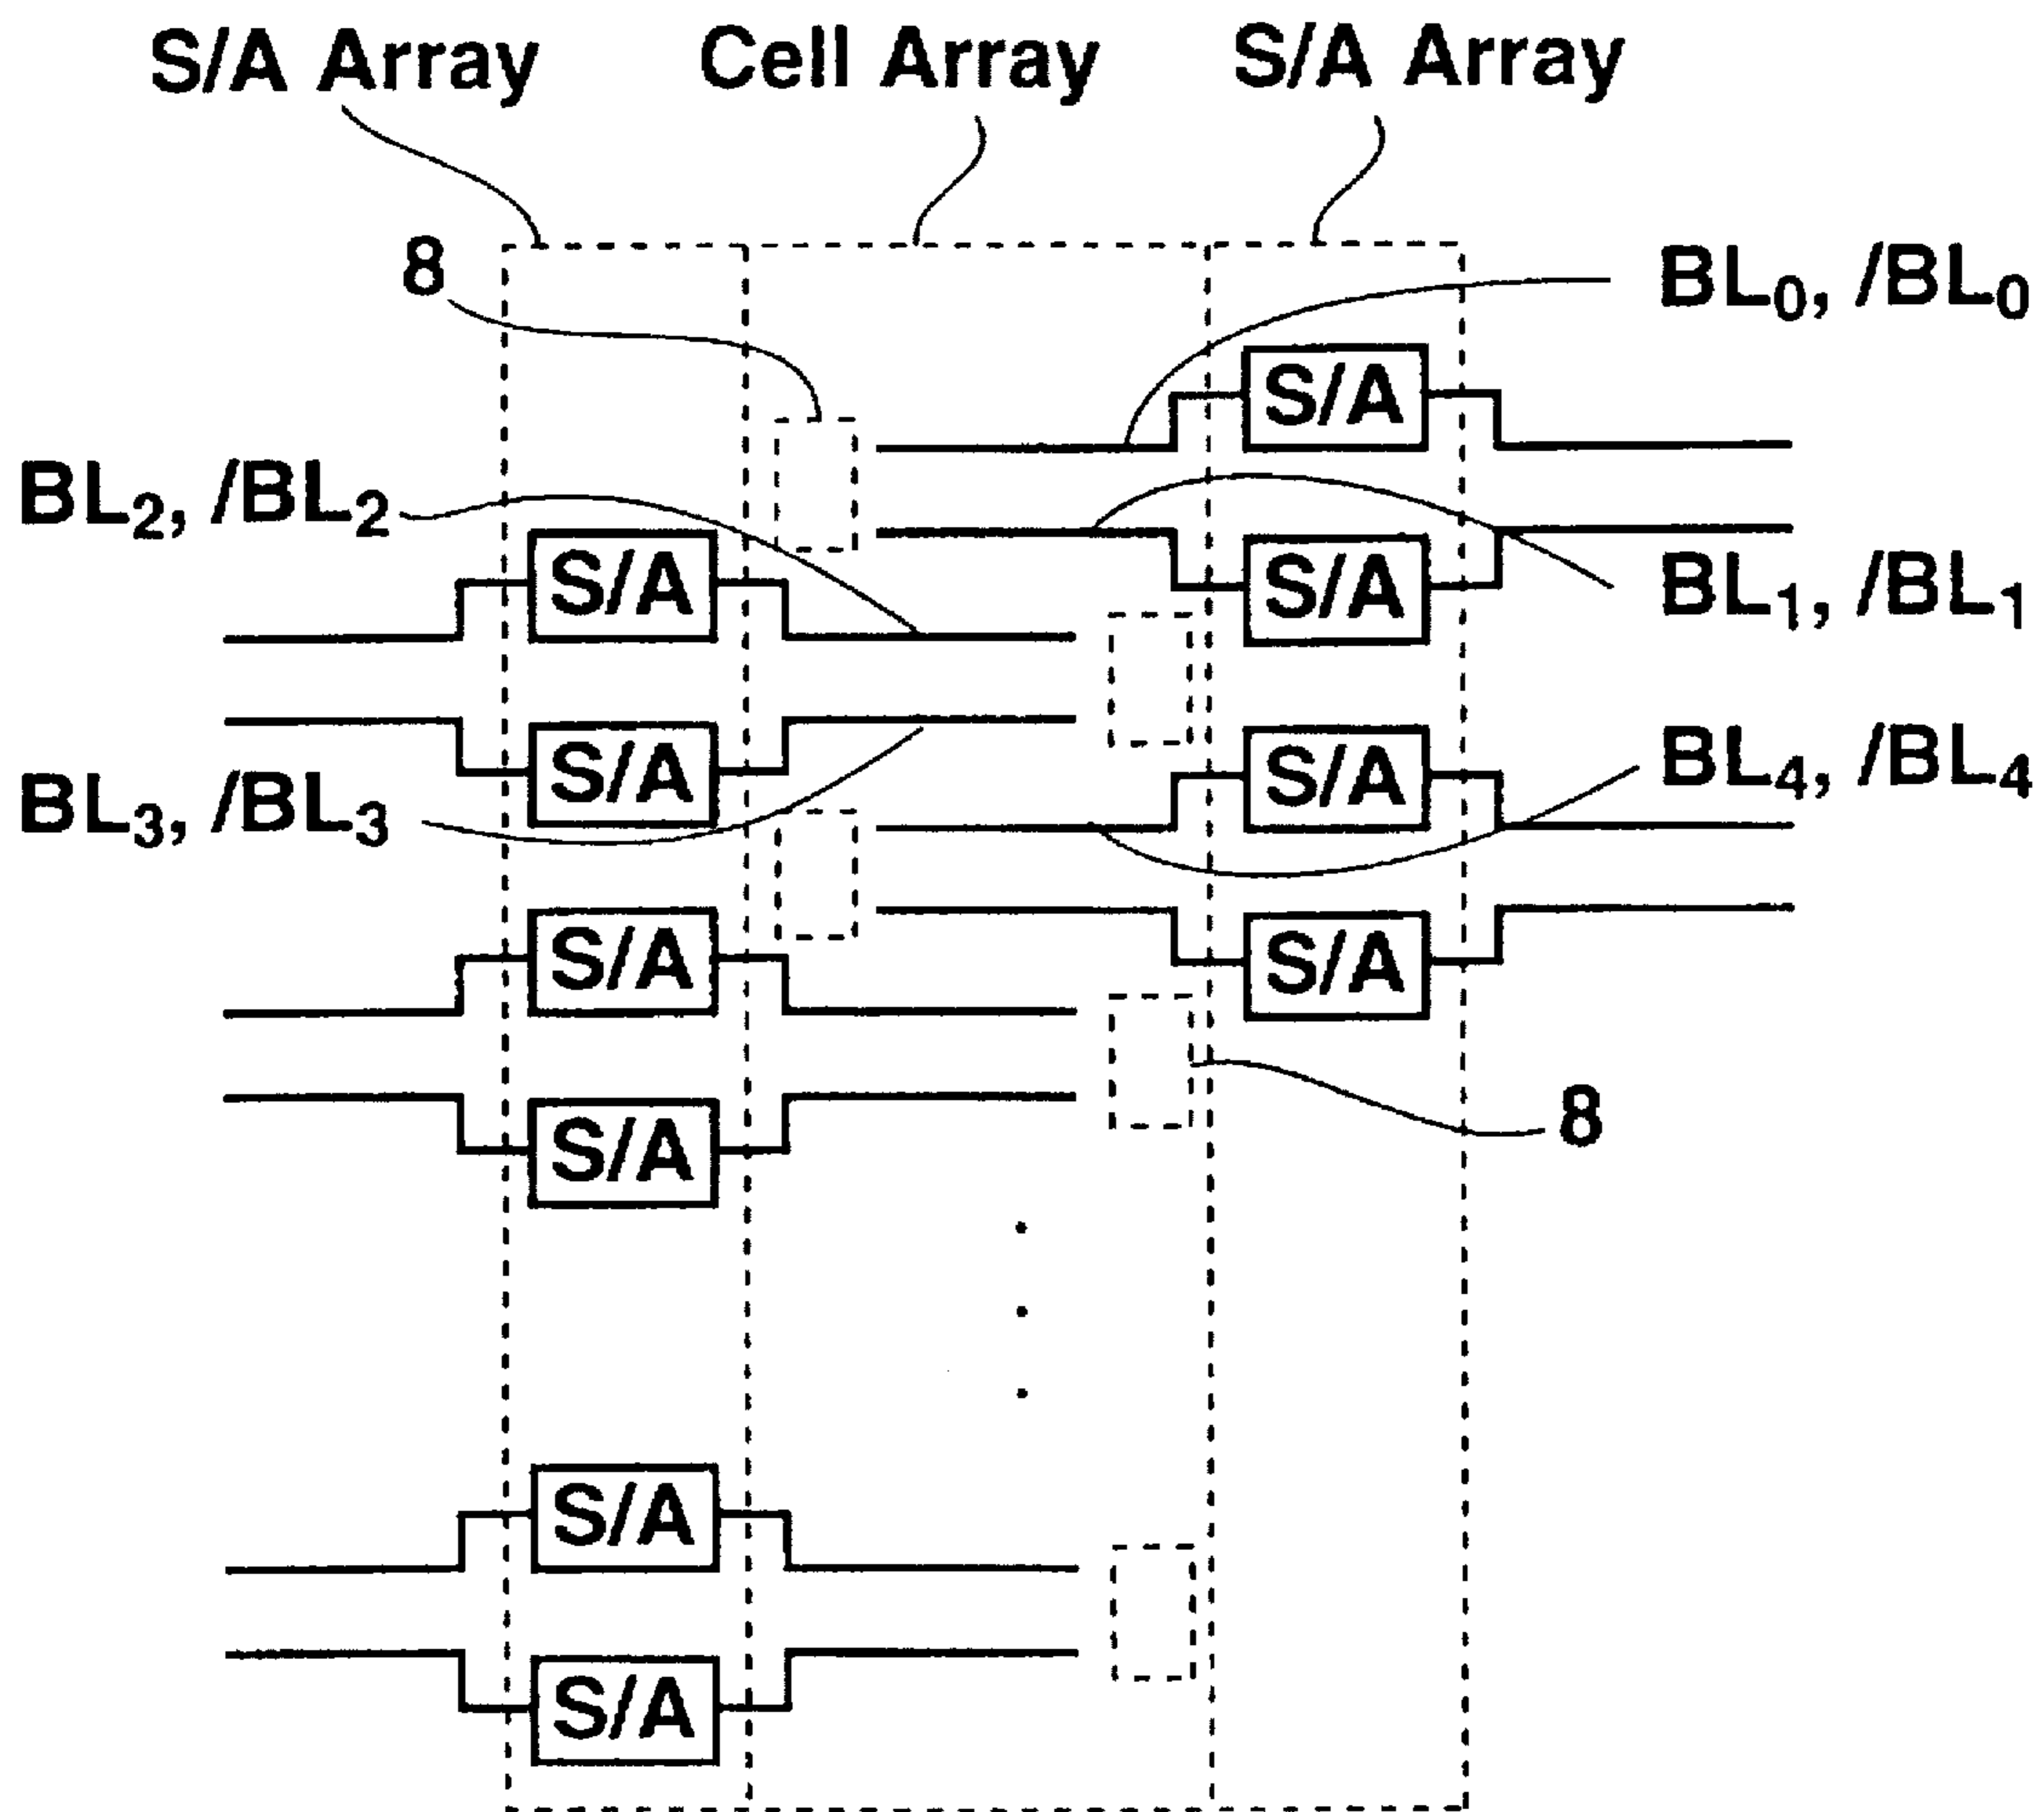 S/A Array Cell Array S/A Array
8
BL₀, /BL₀
S/A
BL₂, /BL₂
S/A
S/A
BL₁, /BL₁
S/A
S/A
BL₄, /BL₄
BL₃, /BL₃
S/A
S/A
8
S/A
S/A
S/A